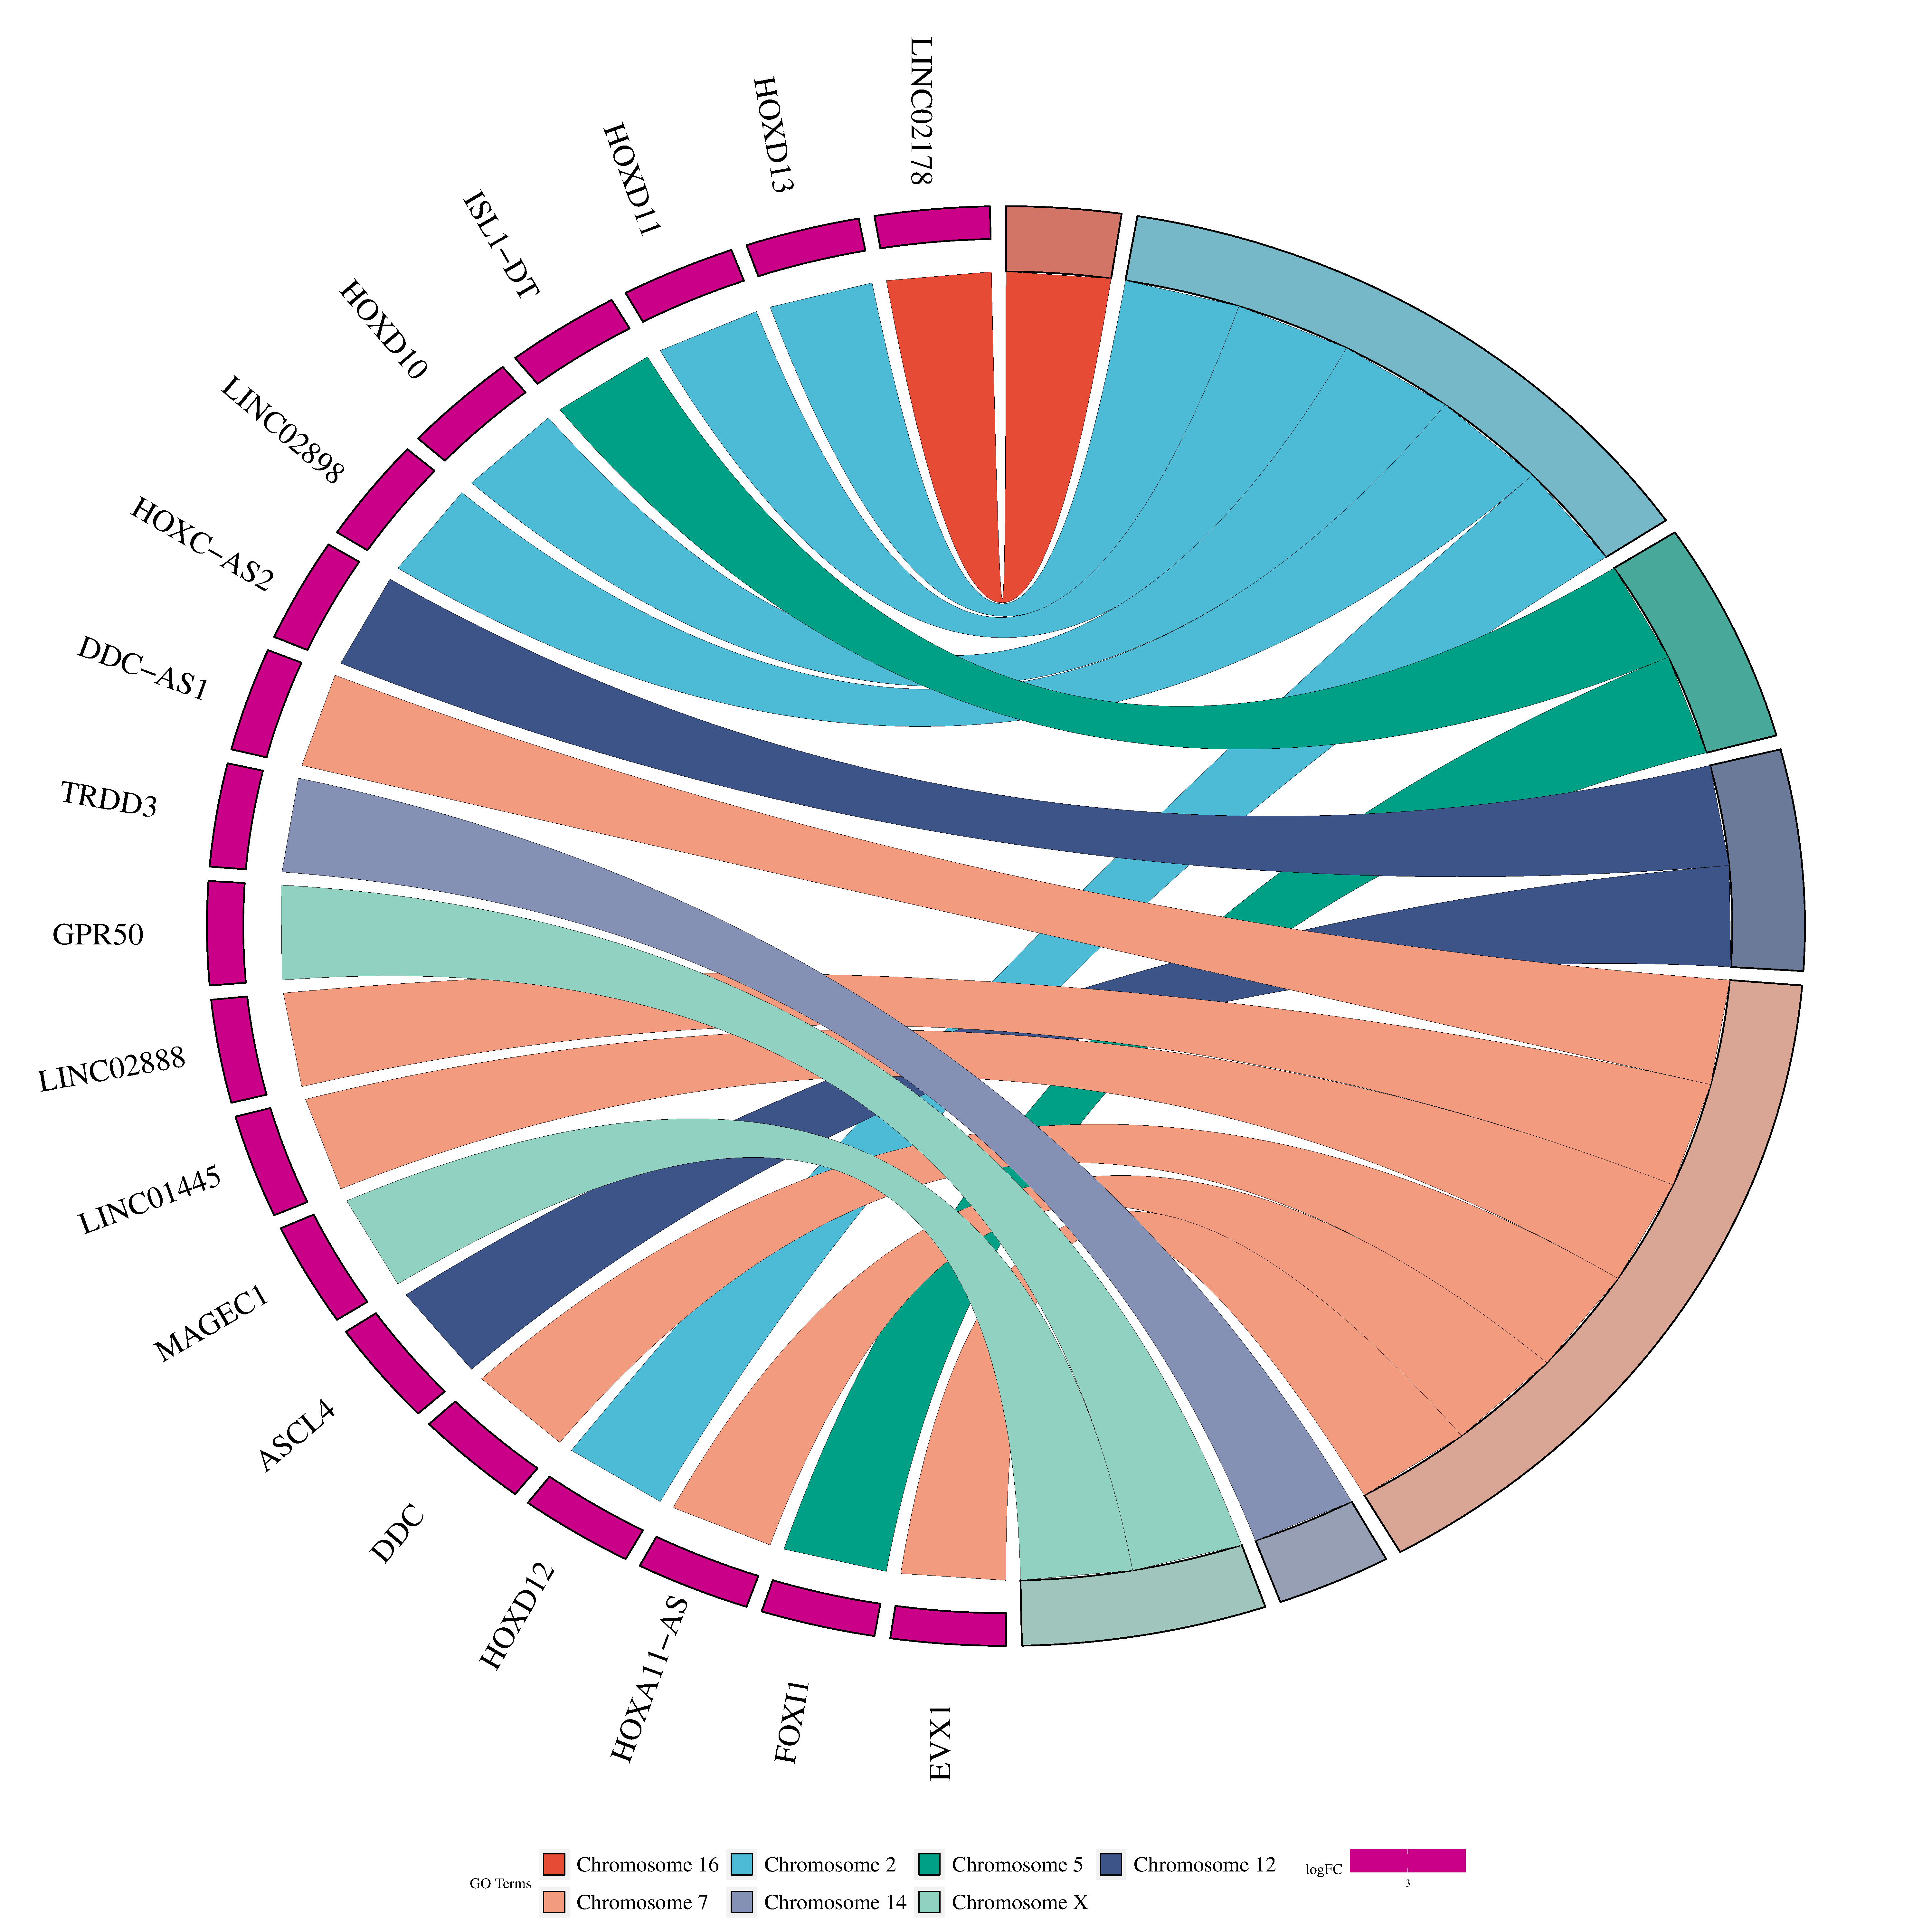 LINC02178
HOXD13
HOXD11
ISL1−DT
HOXD10
LINC02898
HOXC−AS2
DDC−AS1
TRDD3
GPR50
LINC02888
LINC01445
MAGEC1
ASCL4
DDC
HOXD12
HOXA11−AS
FOXI1
EVX1
GO Terms
Chromosome 16 Chromosome 2 Chromosome 5 Chromosome 12
Chromosome 7 Chromosome 14 Chromosome X
logFC
3